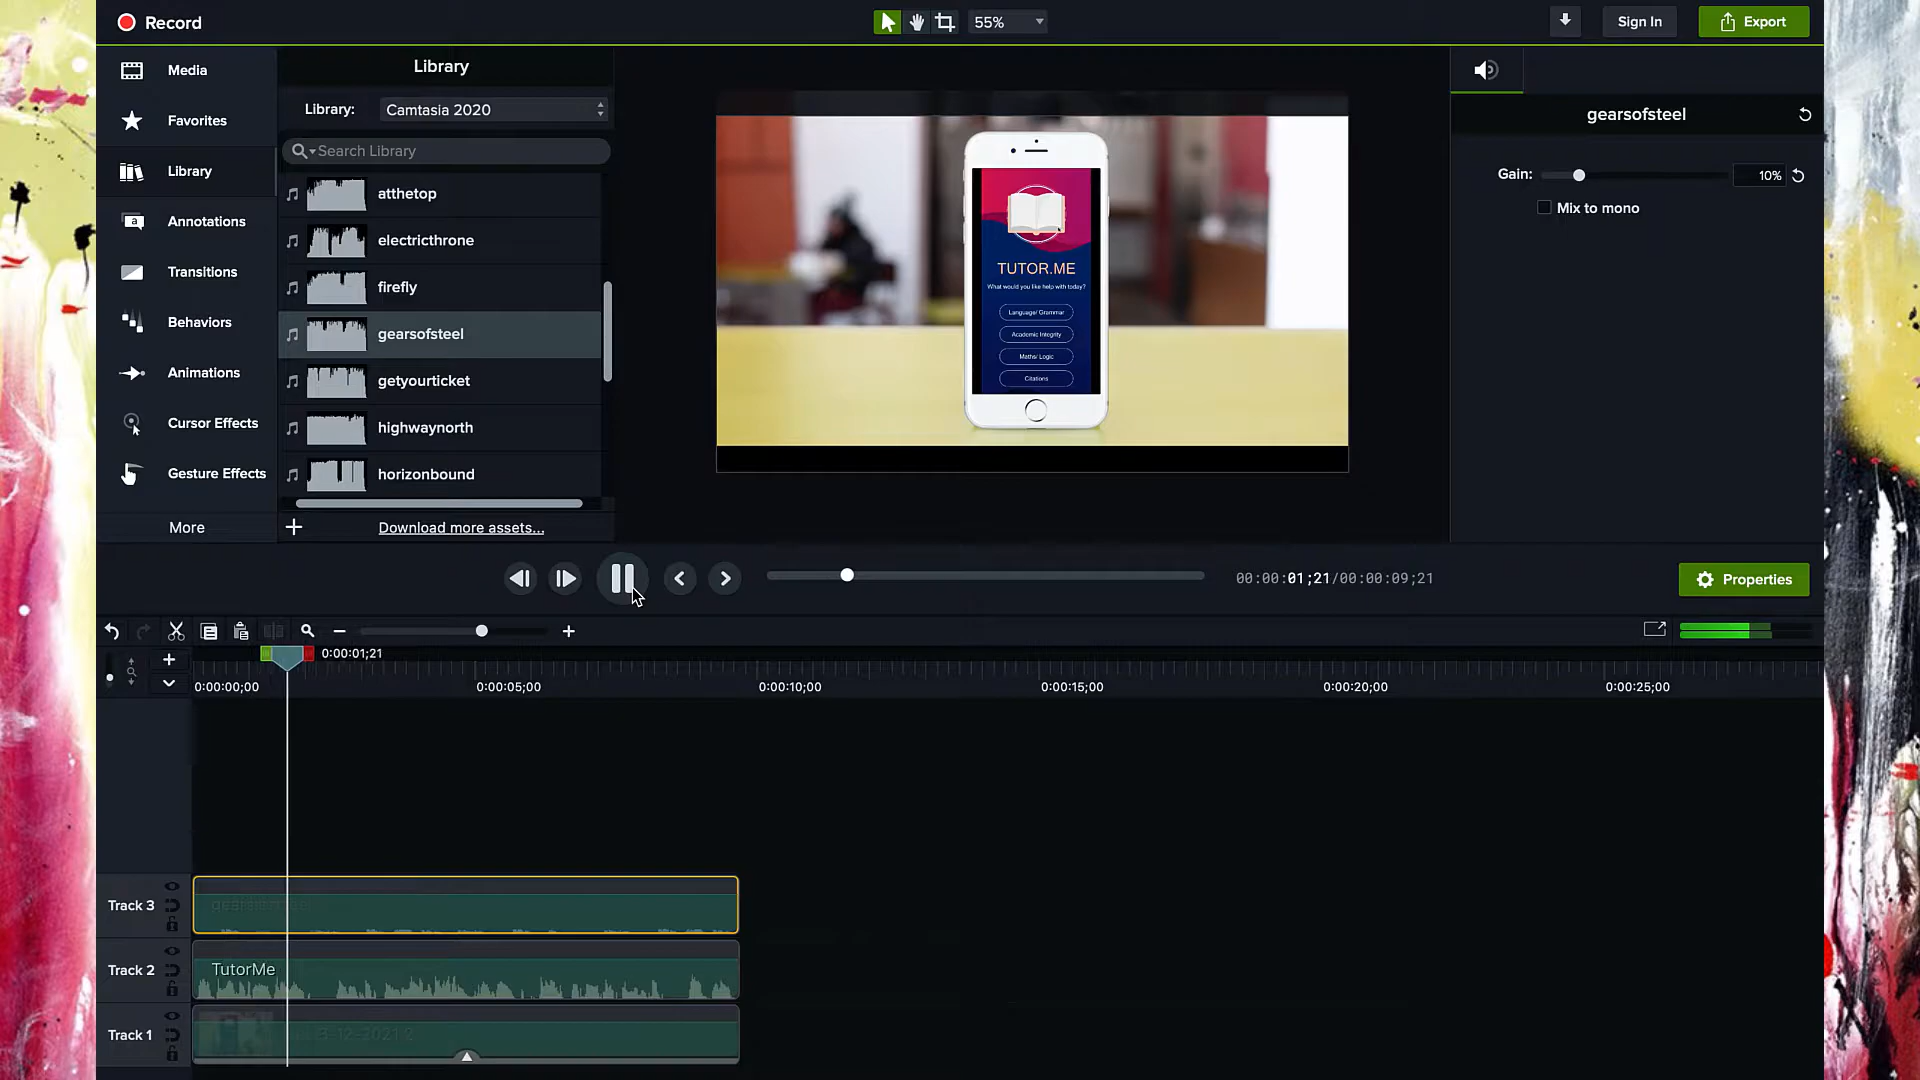 Record
55%
Sign In
Export
Media
Favorites
Library
Annotations
Transitions
Behaviors
Animations
Cursor Effects
Gesture Effects
More
Library
Library:
Camtasia 2020
Search Library
atthetop
electricthrone
firefly
gearsofsteel
getyourticket
highwaynorth
horizonbound
Download more assets...
TUTOR.ME
What would you like help with today?
Language/ Grammar
Academic Integrity
Maths/ Logic
Citations
gearsofsteel
Gain:
10%
Mix to mono
00:00:01;21/00:00:09;21
Properties
0:00:01;21
0:00:00;00
0:00:05;00
0:00:10;00
0:00:15;00
0:00:20;00
0:00:25;00
Track 3
gearsofsteel
Track 2
TutorMe
Track 1
-12-2021